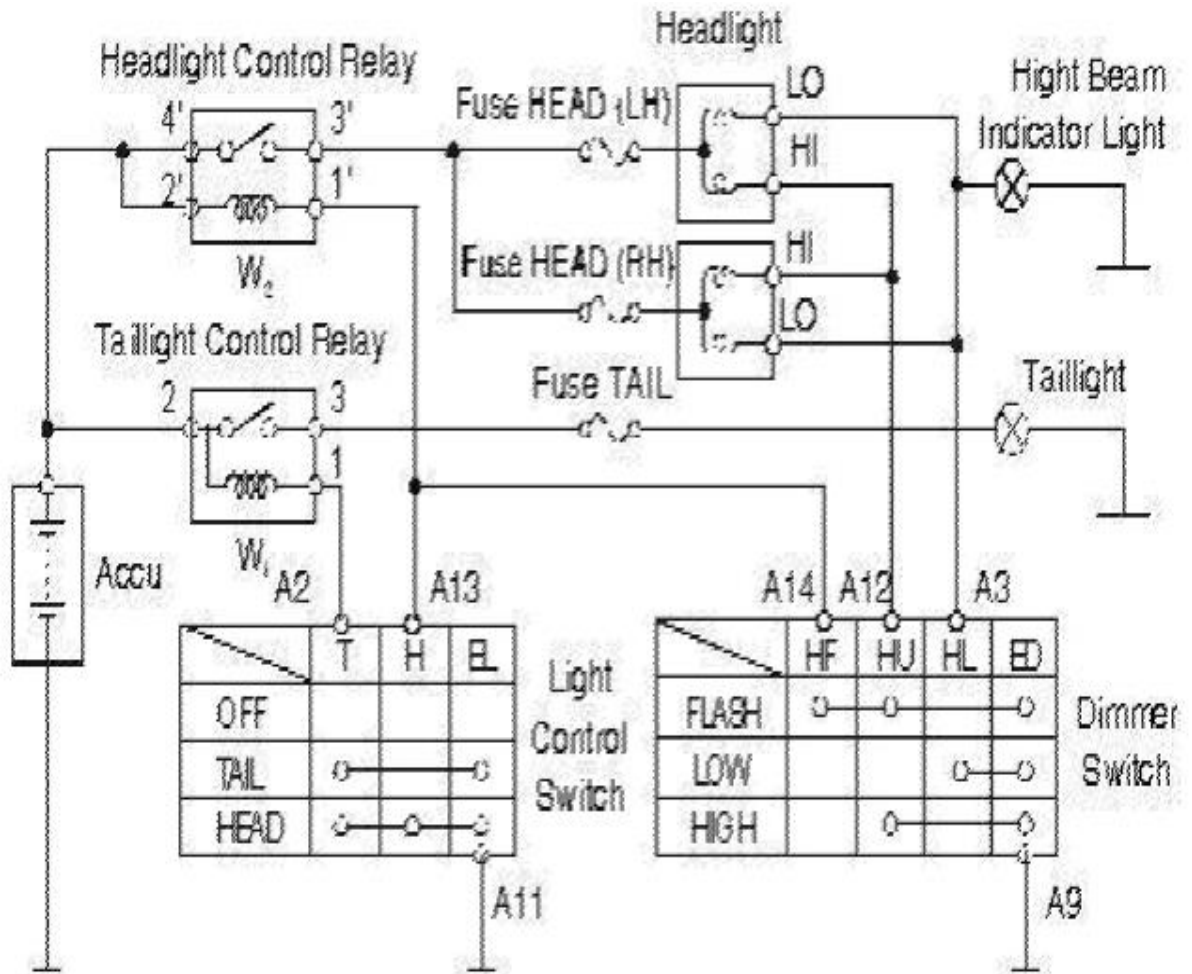 Headlight
Headlight Control Relay
Hight Beam
Indicator Light
Fuse HEAD (LH)
LO
HI
4'
3'
2'
1'
W₂
Fuse HEAD (RH)
HI
LO
Taillight Control Relay
Fuse TAIL
Taillight
2
3
1
W₁
Accu
A2
A13
A14
A12
A3
T H EL
OFF
TAIL
HEAD
Light
Control
Switch
HF HU HL ED
FLASH
LOW
HIGH
Dimmer
Switch
A11
A9